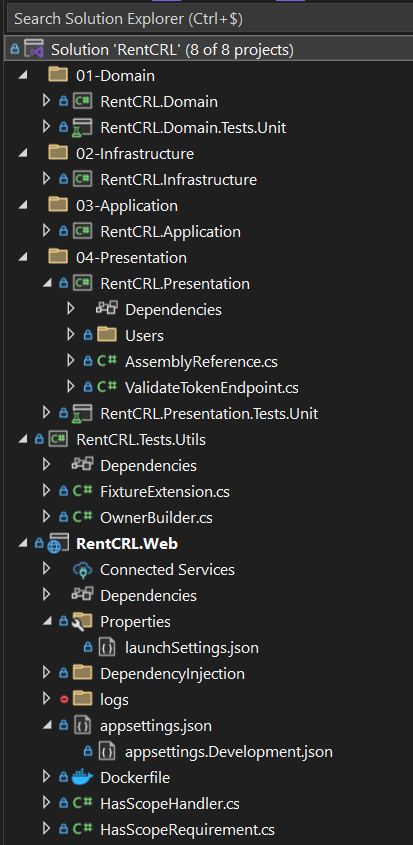 Search Solution Explorer (Ctrl+$)
Solution 'RentCRL' (8 of 8 projects)
01-Domain
C# RentCRL.Domain
RentCRL.Domain.Tests.Unit
02-Infrastructure
C# RentCRL.Infrastructure
03-Application
C# RentCRL.Application
04-Presentation
C# RentCRL.Presentation
Dependencies
Users
C# AssemblyReference.cs
C# ValidateTokenEndpoint.cs
RentCRL.Presentation.Tests.Unit
C# RentCRL.Tests.Utils
Dependencies
C# FixtureExtension.cs
C# OwnerBuilder.cs
RentCRL.Web
Connected Services
Dependencies
Properties
launchSettings.json
DependencyInjection
logs
appsettings.json
appsettings.Development.json
Dockerfile
C# HasScopeHandler.cs
C# HasScopeRequirement.cs